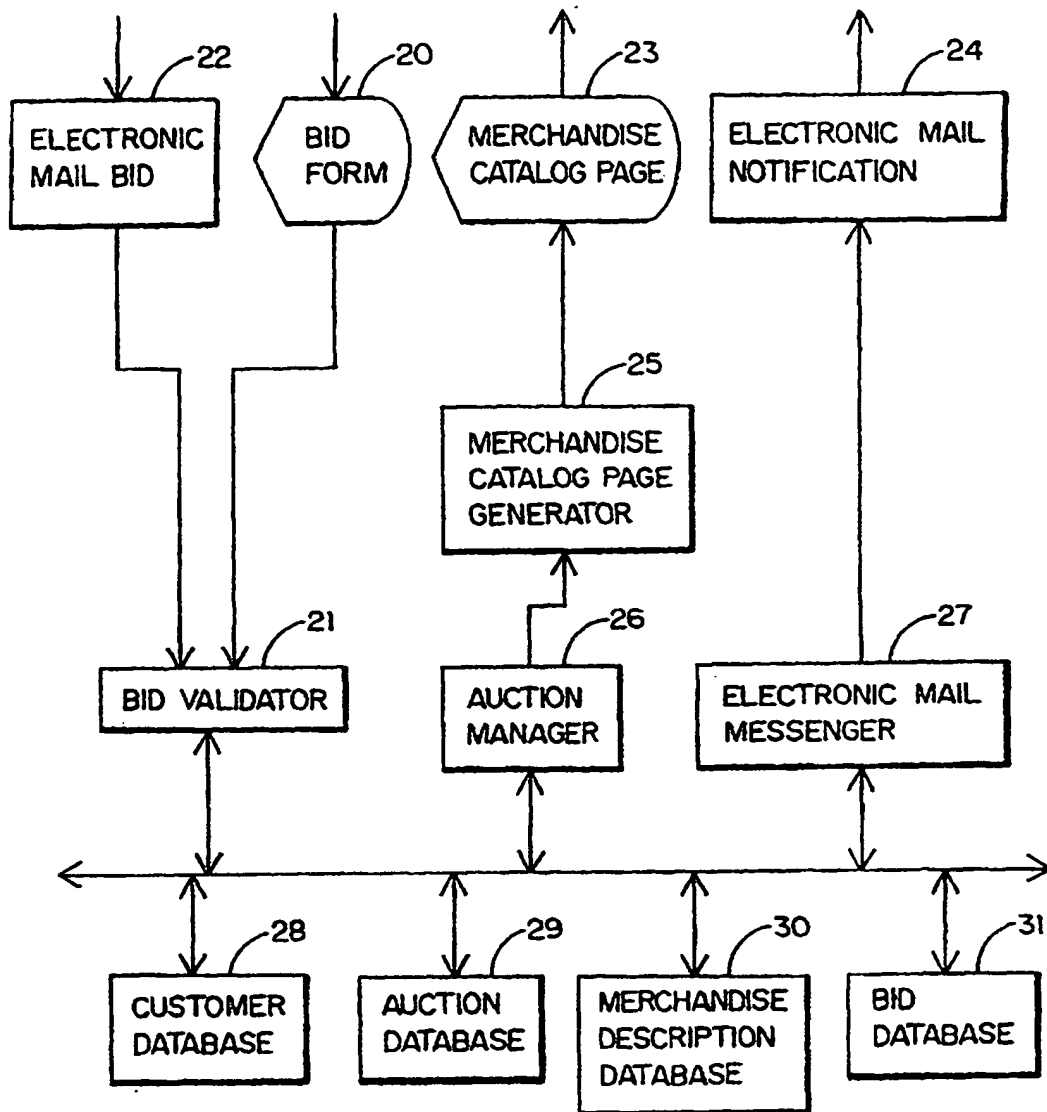 22
20
23
24
ELECTRONIC
MAIL BID
BID
FORM
MERCHANDISE
CATALOG PAGE
ELECTRONIC MAIL
NOTIFICATION
25
MERCHANDISE
CATALOG PAGE
GENERATOR
21
26
27
BID VALIDATOR
AUCTION
MANAGER
ELECTRONIC MAIL
MESSENGER
28
29
30
31
CUSTOMER
DATABASE
AUCTION
DATABASE
MERCHANDISE
DESCRIPTION
DATABASE
BID
DATABASE